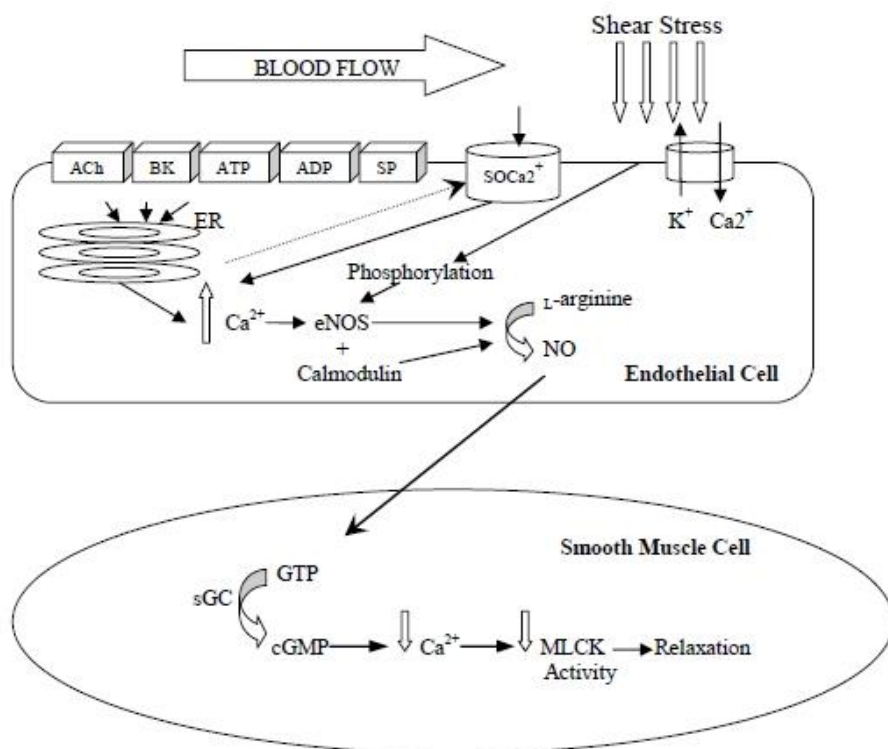 Shear Stress
BLOOD FLOW
ACh BK ATP ADP SP
SOCa2⁺
ER
K⁺ Ca2⁺
Phosphorylation
Ca²⁺ eNOS
+
Calmodulin
L-arginine
NO
Endothelial Cell
Smooth Muscle Cell
GTP
sGC
cGMP Ca²⁺ MLCK Relaxation
Activity